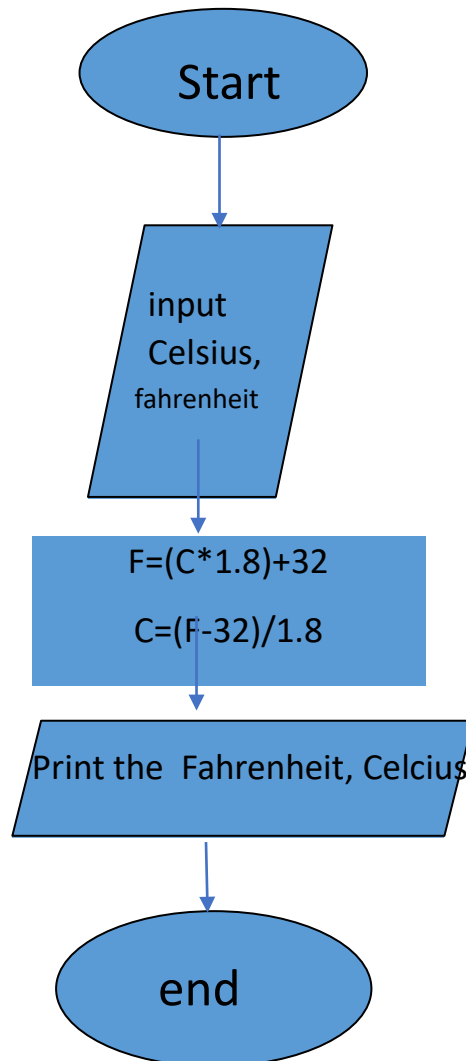 Start
input
Celsius,
fahrenheit
F=(C*1.8)+32
C=(F-32)/1.8
Print the  Fahrenheit, Celcius
end